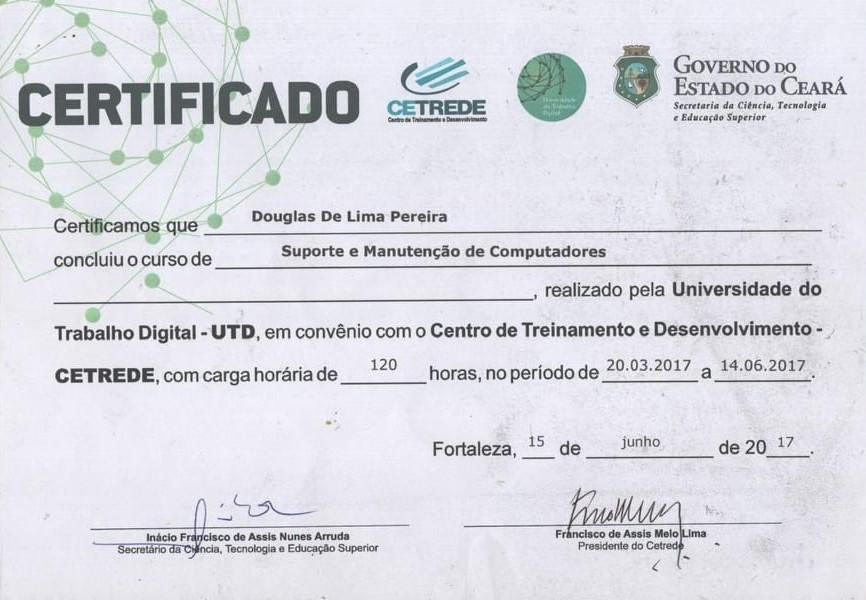 CERTIFICADO
CETREDE
Centro de Treinamento e Desenvolvimento
Universidade
do Trabalho
Digital
GOVERNO DO
ESTADO DO CEARÁ
Secretaria da Ciência, Tecnologia
e Educação Superior
Certificamos que Douglas De Lima Pereira
concluiu o curso de Suporte e Manutenção de Computadores
, realizado pela Universidade do
Trabalho Digital - UTD, em convênio com o Centro de Treinamento e Desenvolvimento -
CETREDE, com carga horária de 120 horas, no período de 20.03.2017 a 14.06.2017.
Fortaleza, 15 de junho de 2017.
Inácio Francisco de Assis Nunes Arruda
Secretário da Ciência, Tecnologia e Educação Superior
Francisco de Assis Melo Lima
Presidente do Cetrede